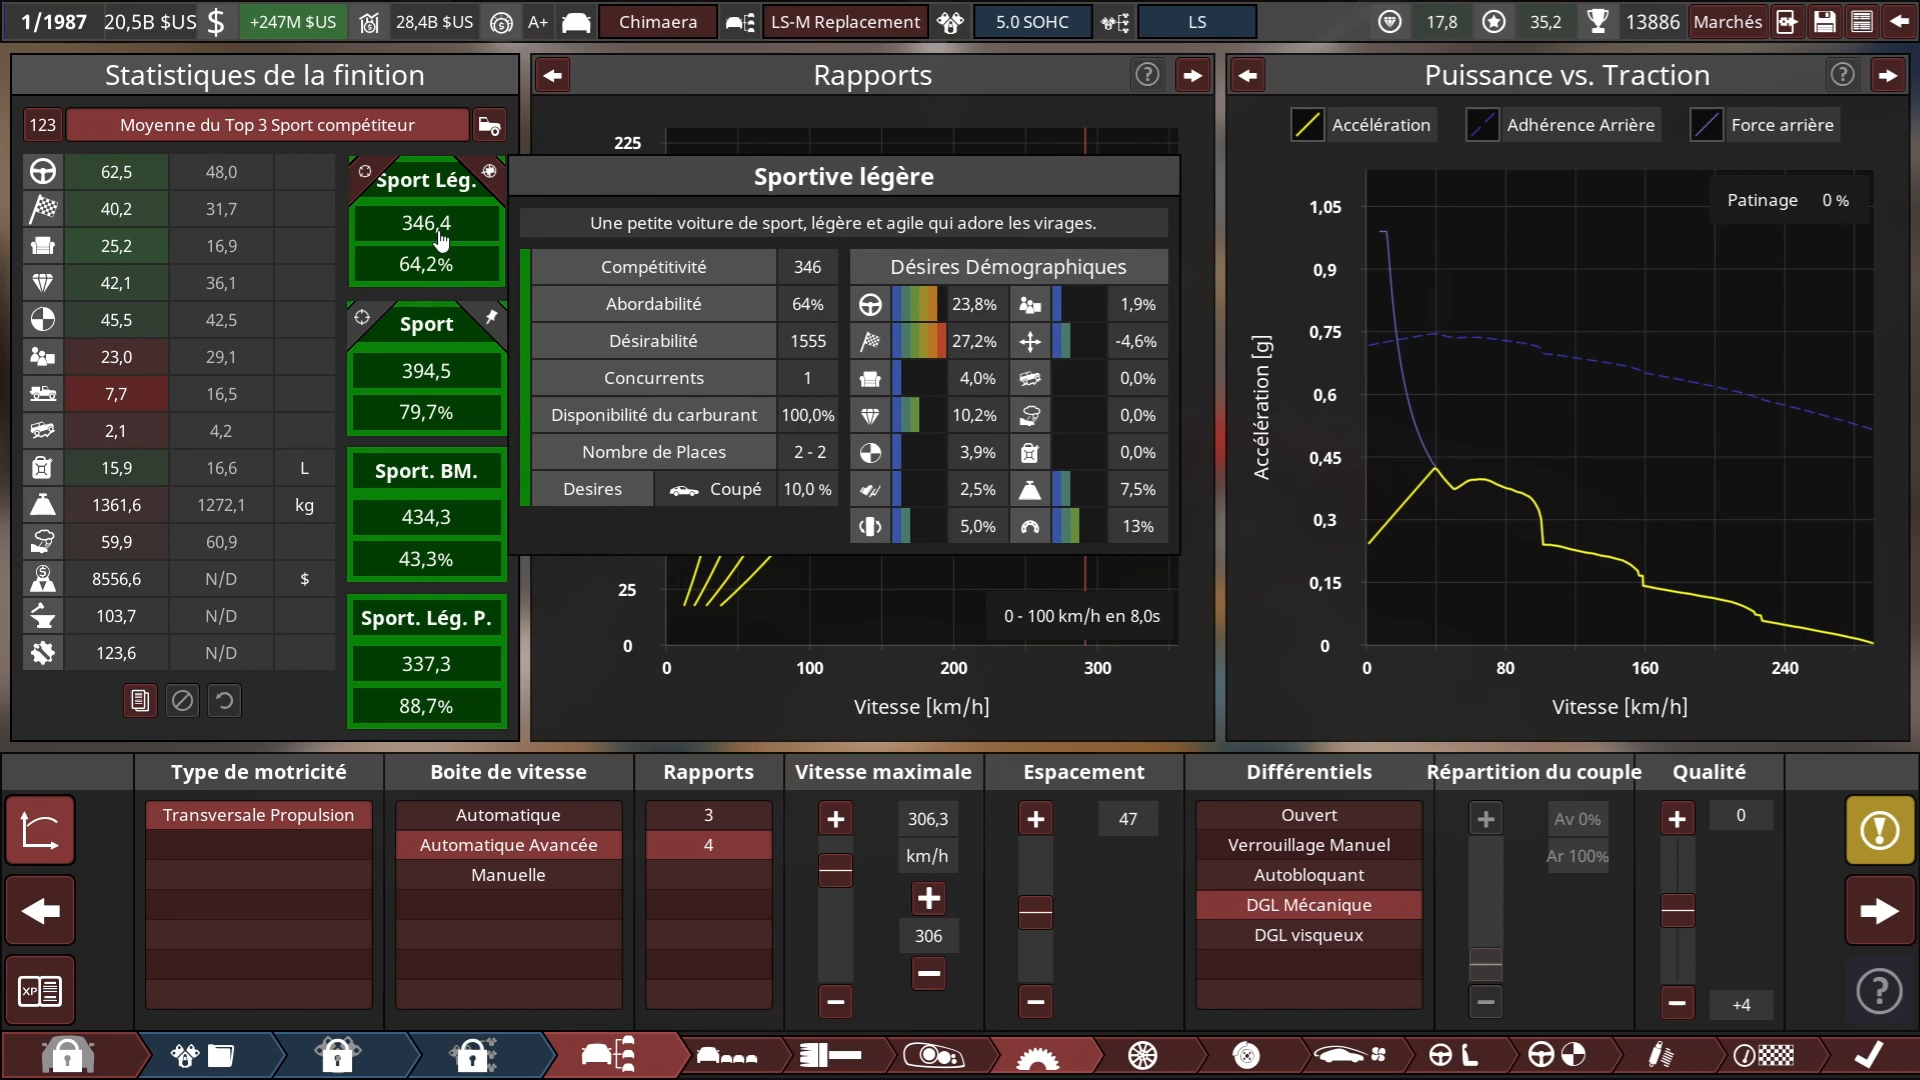 1/1987 20,5B $US $ +247M $US 28,4B $US A+ Chimaera LS-M Replacement 5.0 SOHC LS 17,8 35,2 13886 Marchés
Statistiques de la finition
123 Moyenne du Top 3 Sport compétiteur
62,5 48,0
40,2 31,7
25,2 16,9
42,1 36,1
45,5 42,5
23,0 29,1
7,7 16,5
2,1 4,2
15,9 16,6 L
1361,6 1272,1 kg
59,9 60,9
8556,6 N/D $
103,7 N/D
123,6 N/D
Sport Lég.
346,4
64,2%
Sport
394,5
79,7%
Sport. BM.
434,3
43,3%
Sport. Lég. P.
337,3
88,7%
Rapports
?
225
25
0
0 100 200 300
0 - 100 km/h en 8,0s
Vitesse [km/h]
Sportive légère
Une petite voiture de sport, légère et agile qui adore les virages.
Compétitivité 346
Abordabilité 64%
Désirabilité 1555
Concurrents 1
Disponibilité du carburant 100,0%
Nombre de Places 2 - 2
Desires Coupé 10,0 %
Désires Démographiques
23,8% 1,9%
27,2% -4,6%
4,0% 0,0%
10,2% 0,0%
3,9% 0,0%
2,5% 7,5%
5,0% 13%
Puissance vs. Traction
?
Accélération Adhérence Arrière Force arrière
Patinage 0 %
Accélération [g]
1,05
0,9
0,75
0,6
0,45
0,3
0,15
0
0 80 160 240
Vitesse [km/h]
Type de motricité
Transversale Propulsion
Boite de vitesse
Automatique
Automatique Avancée
Manuelle
Rapports
3
4
Vitesse maximale
306,3
km/h
306
Espacement
47
Différentiels
Ouvert
Verrouillage Manuel
Autobloquant
DGL Mécanique
DGL visqueux
Répartition du couple
Av 0%
Ar 100%
Qualité
0
+4
XP
?